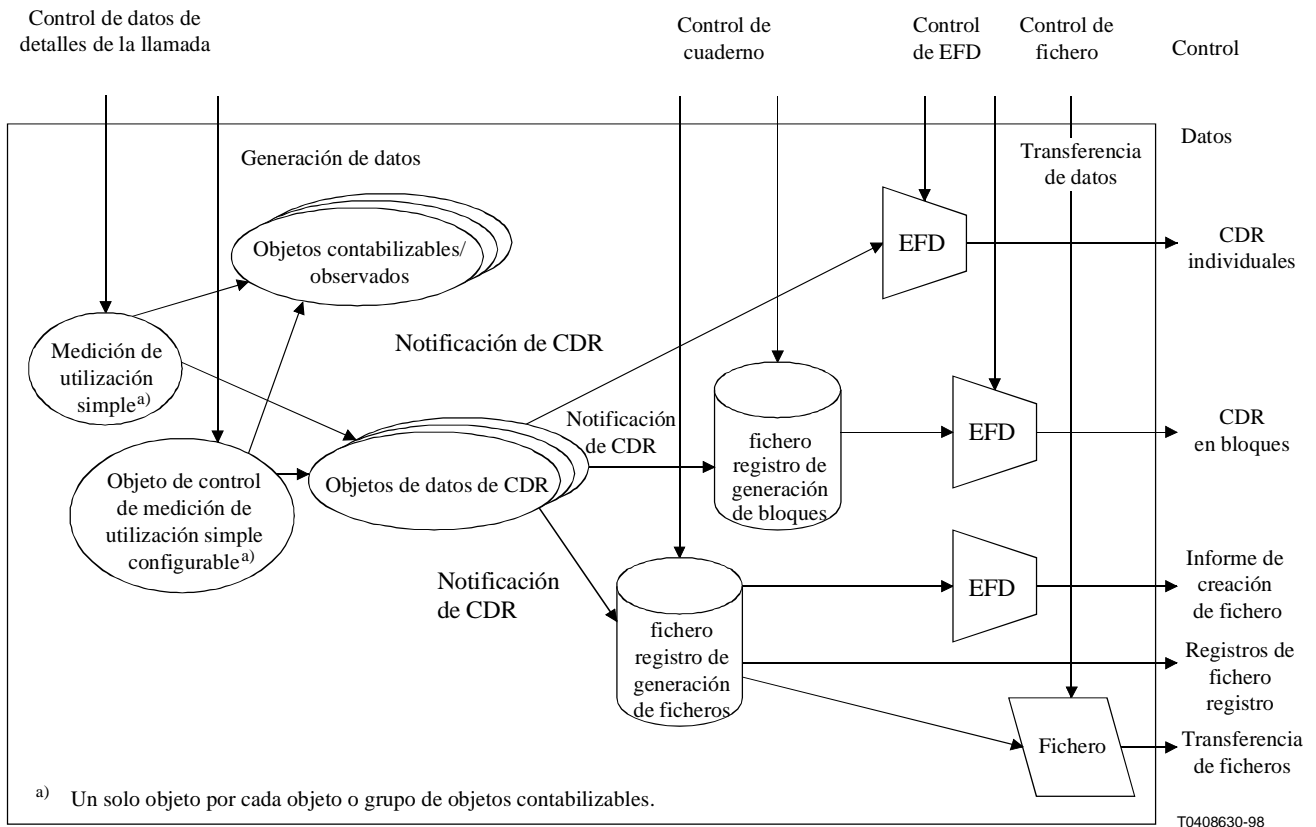 Control de datos de
detalles de la llamada
Control de
cuaderno
Control
de EFD
Control de
fichero
Control
Datos
Generación de datos
Transferencia
de datos
Objetos contabilizables/
observados
EFD
CDR
individuales
Notificación de CDR
Medición de
utilización
simple a)
Notificación
de CDR
fichero
registro de
generación
de bloques
EFD
CDR
en bloques
Objeto de control
de medición de
utilización simple
configurable a)
Objetos de datos de CDR
Notificación
de CDR
fichero
registro de
generación
de ficheros
EFD
Informe de
creación
de fichero
Registros de
fichero
registro
Fichero
Transferencia
de ficheros
a) Un solo objeto por cada objeto o grupo de objetos contabilizables.
T0408630-98